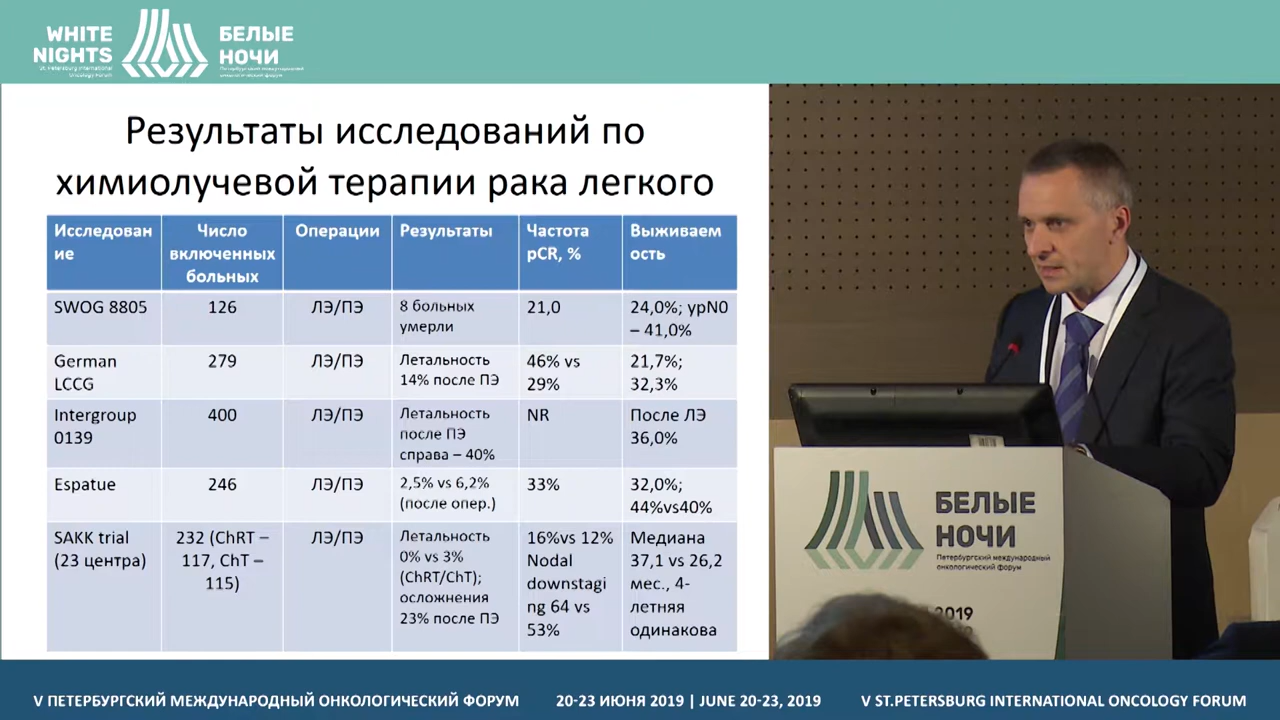 WHITE
NIGHTS
St. Petersburg International
Oncology Forum
БЕЛЫЕ
НОЧИ
Петербургский международный
онкологический форум
Результаты исследований по
химиолучевой терапии рака легкого
Исследован
ие
Число
включенных
больных
Операции
Результаты
Частота
pCR, %
Выживаем
ость
SWOG 8805
126
ЛЭ/ПЭ
8 больных
умерли
21,0
24,0%; ypN0
– 41,0%
German
LCCG
279
ЛЭ/ПЭ
Летальность
14% после ПЭ
46% vs
29%
21,7%;
32,3%
Intergroup
0139
400
ЛЭ/ПЭ
Летальность
после ПЭ
справа – 40%
NR
После ЛЭ
36,0%
Espatue
246
ЛЭ/ПЭ
2,5% vs 6,2%
(после опер.)
33%
32,0%;
44%vs40%
SAKK trial
(23 центра)
232 (ChRT –
117, ChT –
115)
ЛЭ/ПЭ
Летальность
0% vs 3%
(ChRT/ChT);
осложнения
23% после ПЭ
16%vs 12%
Nodal
downstagi
ng 64 vs
53%
Медиана
37,1 vs 26,2
мес., 4-
летняя
одинакова
БЕЛЫЕ
НОЧИ
Петербургский международный
онкологический форум
2019
V ПЕТЕРБУРГСКИЙ МЕЖДУНАРОДНЫЙ ОНКОЛОГИЧЕСКИЙ ФОРУМ
20-23 ИЮНЯ 2019 | JUNE 20-23, 2019
V ST.PETERSBURG INTERNATIONAL ONCOLOGY FORUM